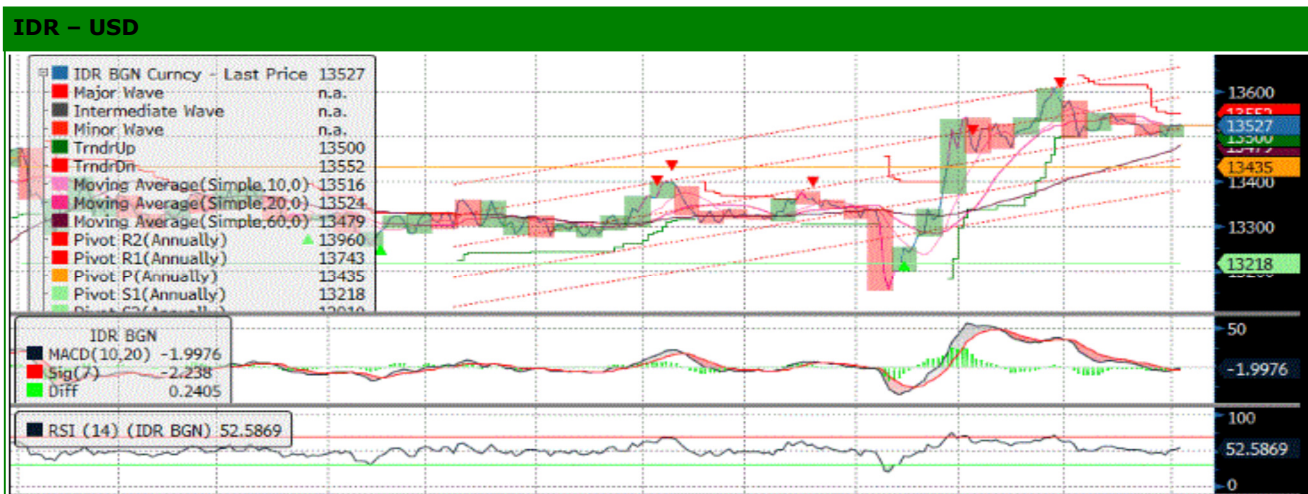 IDR – USD
IDR BGN Curncy - Last Price 13527
Major Wave n.a.
Intermediate Wave n.a.
Minor Wave n.a.
TrndrUp 13500
TrndrDn 13552
Moving Average(Simple,10,0) 13516
Moving Average(Simple,20,0) 13524
Moving Average(Simple,60,0) 13479
Pivot R2(Annually) 13960
Pivot R1(Annually) 13743
Pivot P(Annually) 13435
Pivot S1(Annually) 13218
13600
13552
13527
13500
13479
13435
13400
13300
13218
13200
IDR BGN
MACD(10,20) -1.9976
Sig(7) -2.238
Diff 0.2405
50
-1.9976
RSI (14) (IDR BGN) 52.5869
100
52.5869
0